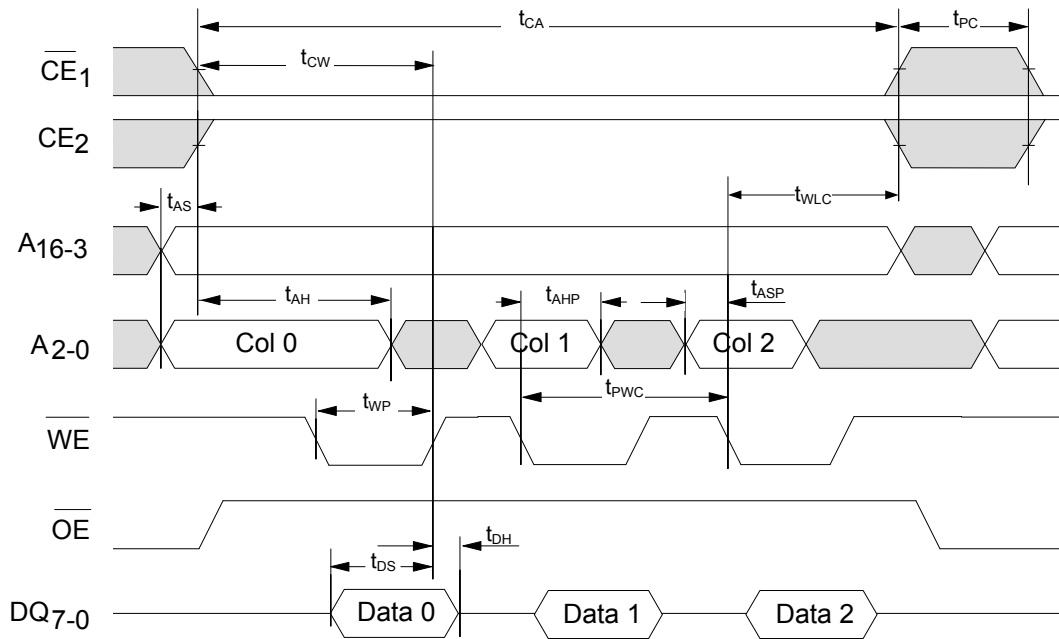 tCA tPC
CE1 tCW
CE2
tAS tWLC
A16-3
tAH tAHP tASP
A2-0 Col 0 Col 1 Col 2
tWP tPWC
WE
OE
tDS tDH
DQ7-0 Data 0 Data 1 Data 2